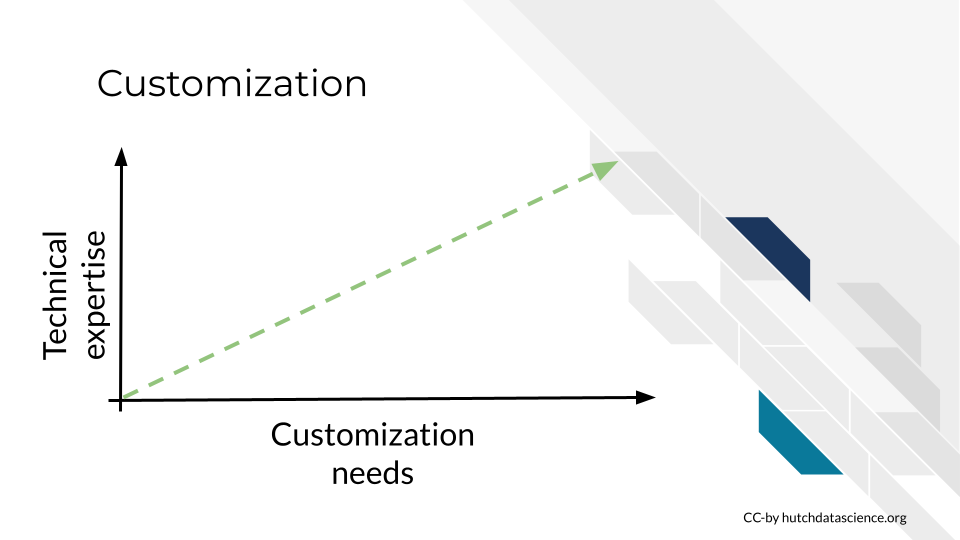 Customization
Technical
expertise
Customization
needs
CC-by hutchdatascience.org